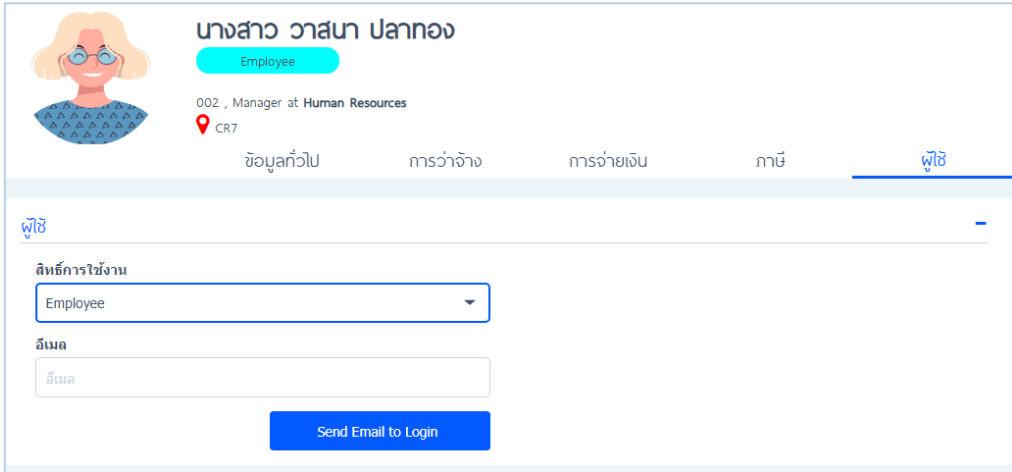 นางสาว วาสนา ปลาทอง
Employee
002 , Manager at Human Resources
CR7
ข้อมูลทั่วไป การว่าจ้าง การจ่ายเงิน ภาษี ผู้ใช้
ผู้ใช้
สิทธิ์การใช้งาน
Employee
อีเมล
อีเมล
Send Email to Login